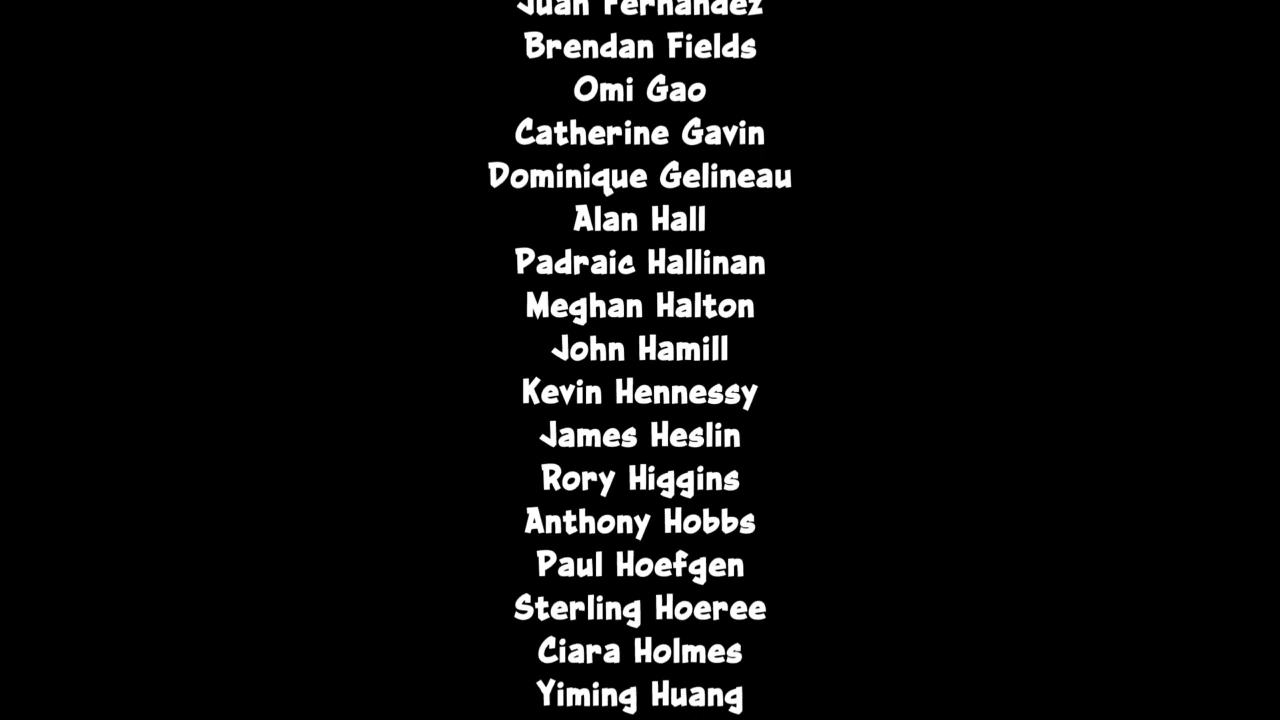 Juan Fernandez
Brendan Fields
Omi Gao
Catherine Gavin
Dominique Gelineau
Alan Hall
Padraic Hallinan
Meghan Halton
John Hamill
Kevin Hennessy
James Heslin
Rory Higgins
Anthony Hobbs
Paul Hoefgen
Sterling Hoeree
Ciara Holmes
Yiming Huang